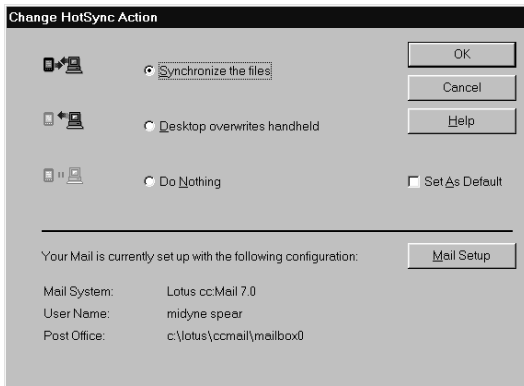 Change HotSync Action
Synchronize the files
OK
Cancel
Desktop overwrites handheld
Help
Do Nothing
Set As Default
Your Mail is currently set up with the following configuration:
Mail Setup
Mail System: Lotus cc:Mail 7.0
User Name: midyne spear
Post Office: c:\lotus\ccmail\mailbox0